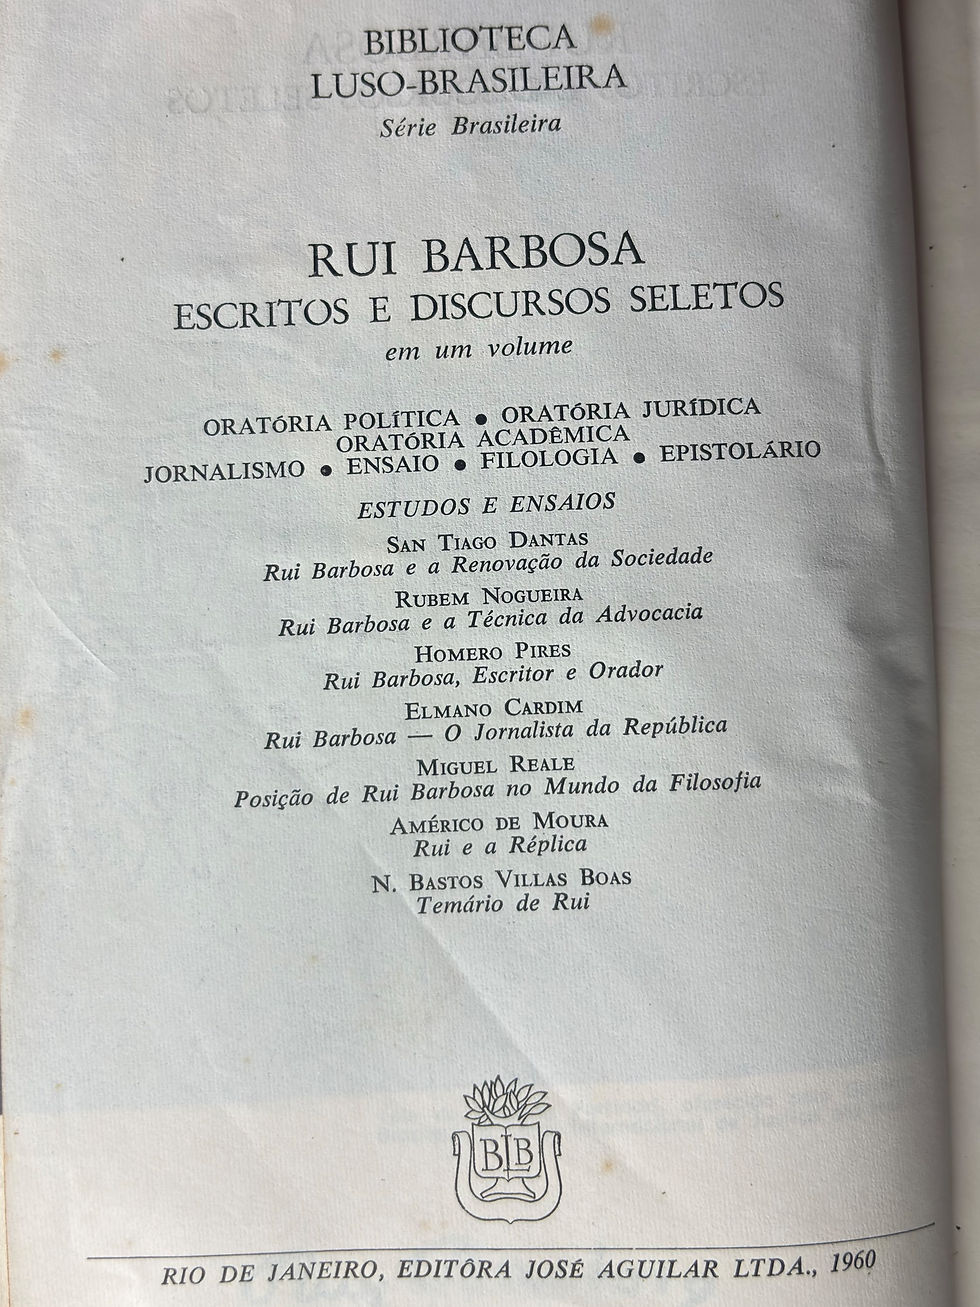 BIBLIOTECA
LUSO-BRASILEIRA
Série Brasileira
RUI BARBOSA
ESCRITOS E DISCURSOS SELETOS
em um volume
ORATÓRIA POLÍTICA ● ORATÓRIA JURÍDICA
ORATÓRIA ACADÊMICA
JORNALISMO ● ENSAIO ● FILOLOGIA ● EPISTOLÁRIO
ESTUDOS E ENSAIOS
SAN TIAGO DANTAS
Rui Barbosa e a Renovação da Sociedade
RUBEM NOGUEIRA
Rui Barbosa e a Técnica da Advocacia
HOMERO PIRES
Rui Barbosa, Escritor e Orador
ELMANO CARDIM
Rui Barbosa — O Jornalista da República
MIGUEL REALE
Posição de Rui Barbosa no Mundo da Filosofia
AMÉRICO DE MOURA
Rui e a Réplica
N. BASTOS VILLAS BOAS
Temário de Rui
BLB
RIO DE JANEIRO, EDITÔRA JOSÉ AGUILAR LTDA., 1960